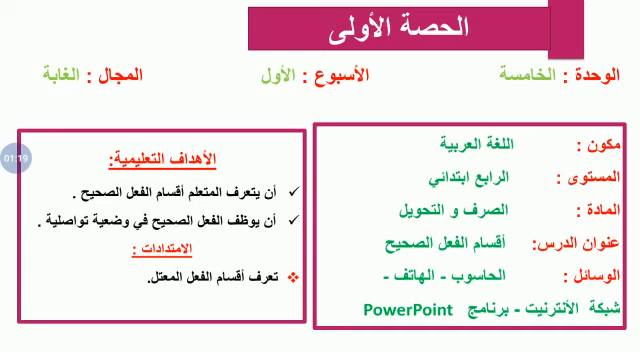 الحصة الأولى
الوحدة : الخامسة
الأسبوع : الأول
المجال : الغابة
مكون : اللغة العربية
المستوى : الرابع ابتدائي
المادة : الصرف و التحويل
عنوان الدرس: أقسام الفعل الصحيح
الوسائل : الحاسوب - الهاتف -
شبكة الأنترنيت - برنامج PowerPoint
الأهداف التعليمية:
✓ أن يتعرف المتعلم أقسام الفعل الصحيح .
✓ أن يوظف الفعل الصحيح في وضعية تواصلية .
الامتدادات :
❖ تعرف أقسام الفعل المعتل.
01:19